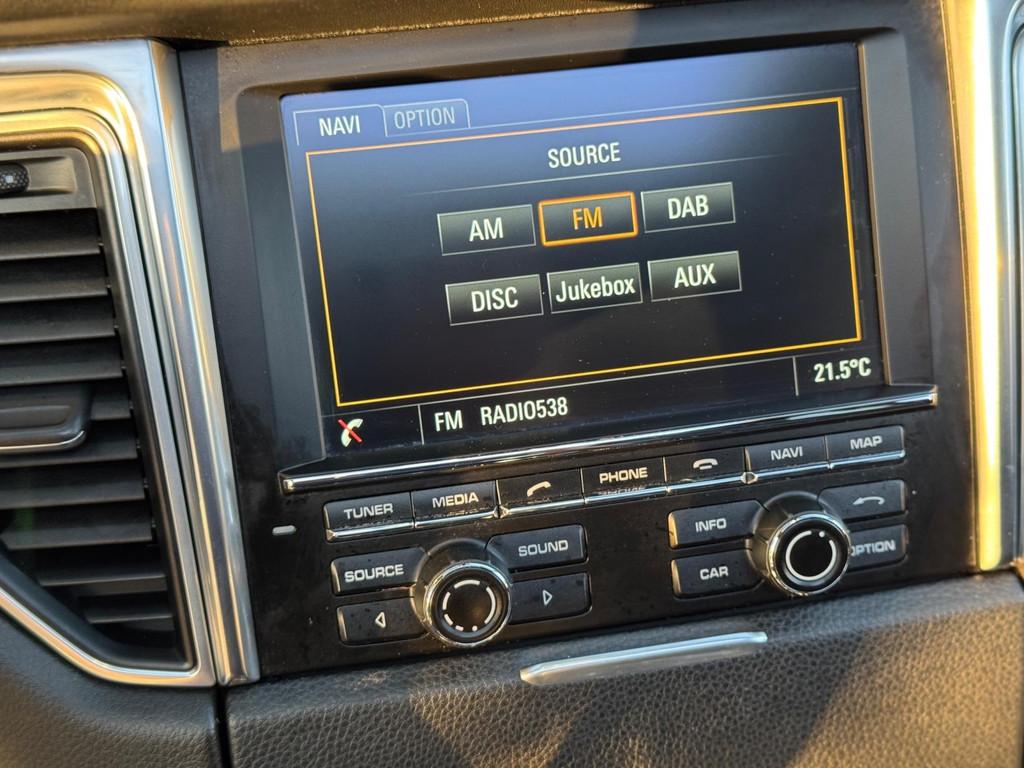 NAVI OPTION
SOURCE
AM FM DAB
DISC Jukebox AUX
FM RADIO538 21.5°C
TUNER MEDIA PHONE NAVI MAP
SOURCE SOUND INFO
CAR OPTION